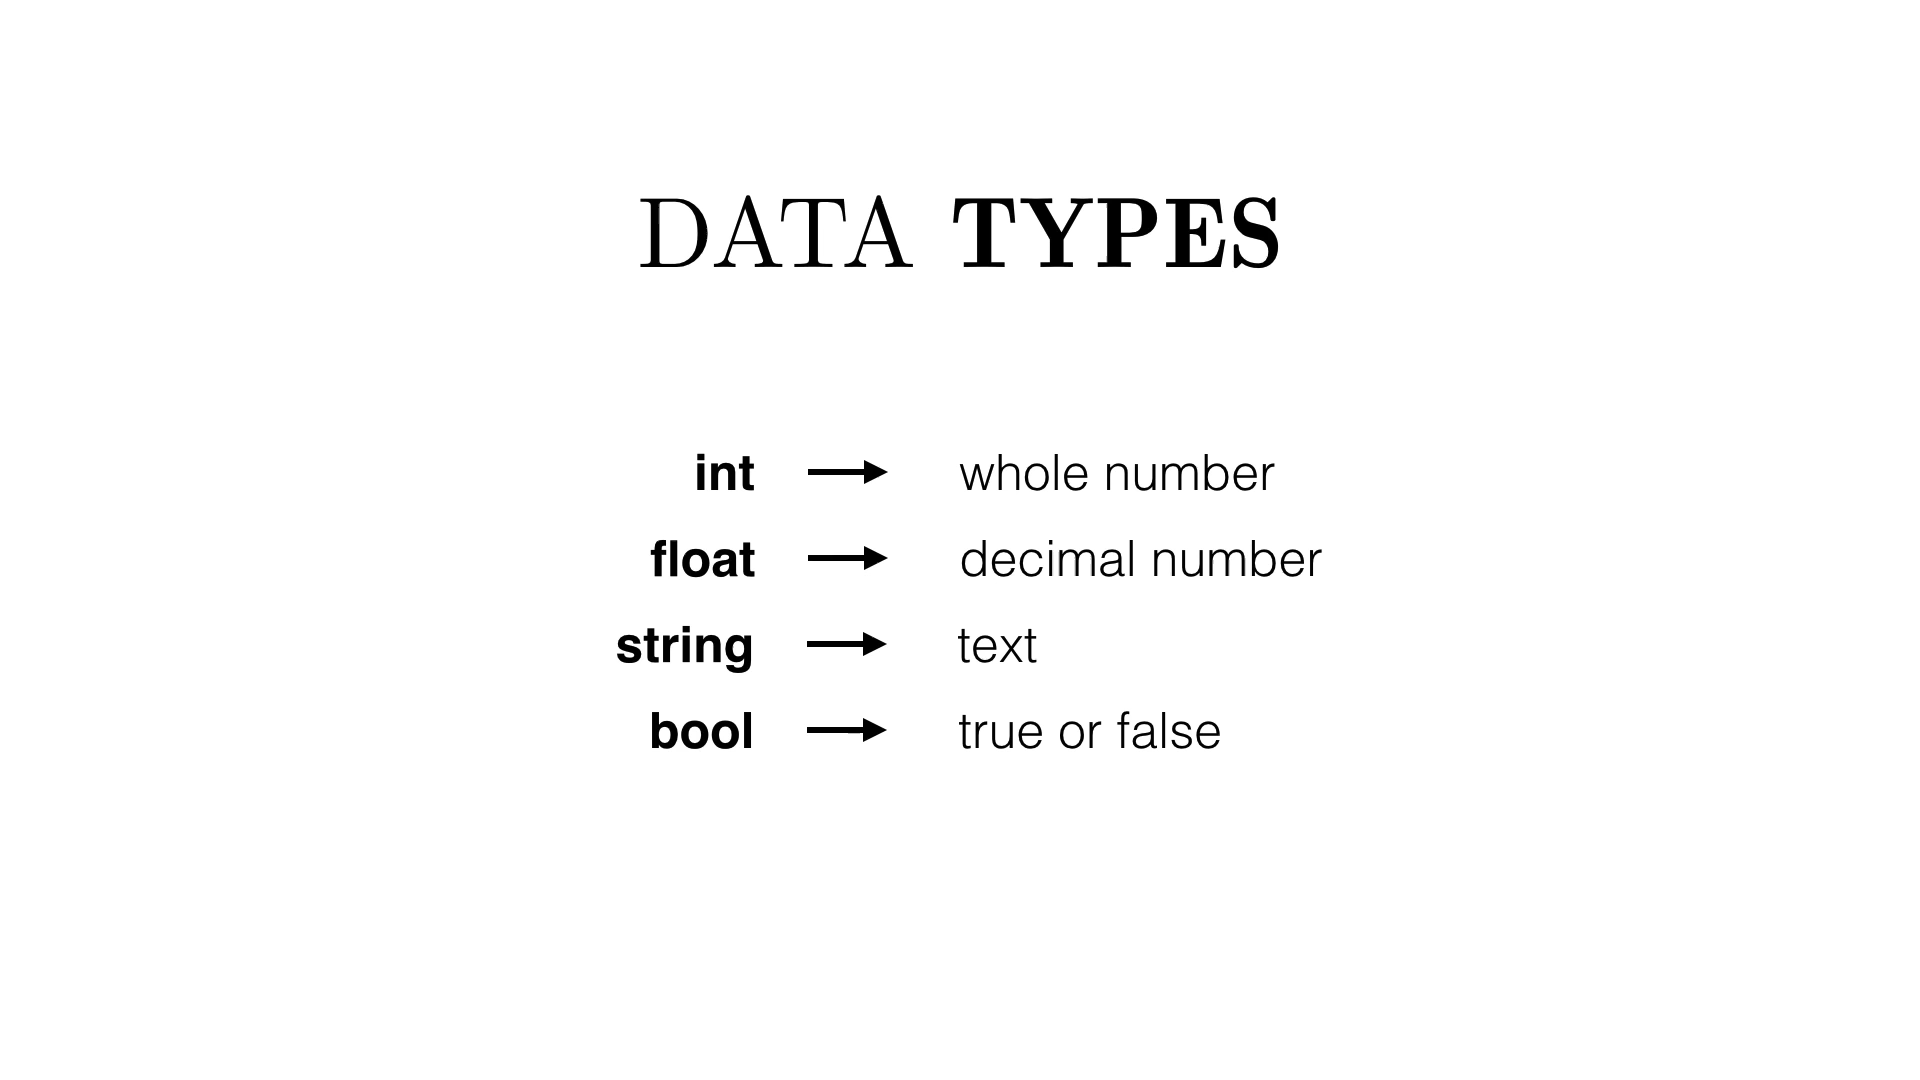 DATA TYPES
int → whole number
float → decimal number
string → text
bool → true or false